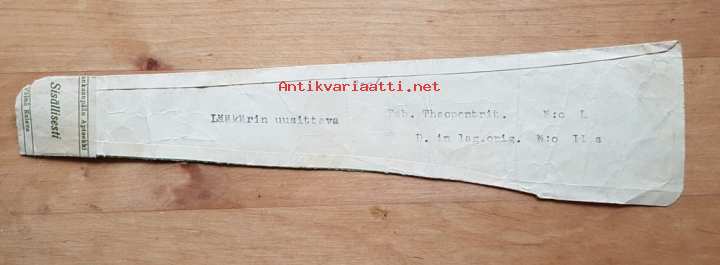 Antikvariaatti.net
Sisällisesti
Lääkärin uusittava
Tab. Theopentrit. N:o L
D. in lag.orig. N:o II a